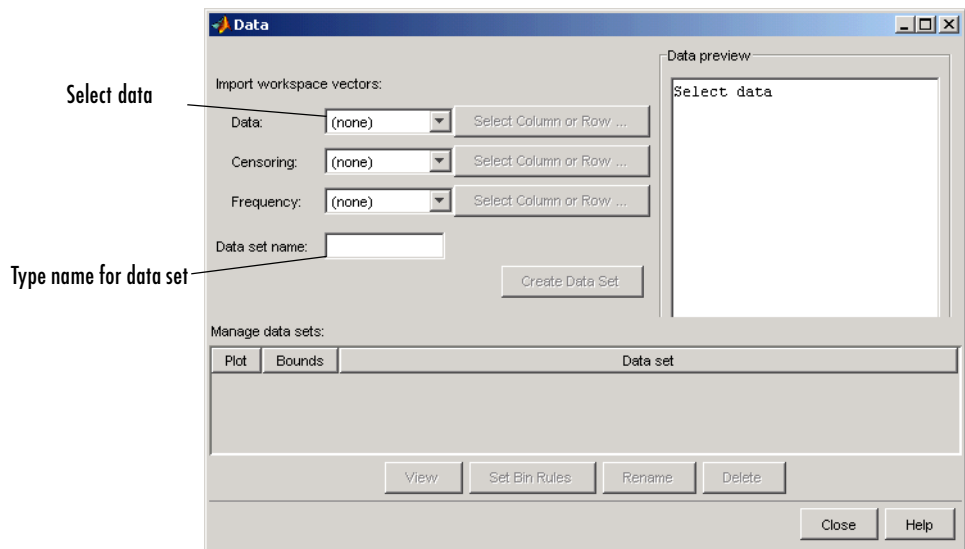 Data
Data preview
Import workspace vectors:
Select data
Select data
Data: (none) Select Column or Row ...
Censoring: (none) Select Column or Row ...
Frequency: (none) Select Column or Row ...
Data set name:
Type name for data set
Create Data Set
Manage data sets:
Plot Bounds Data set
View Set Bin Rules Rename Delete
Close Help